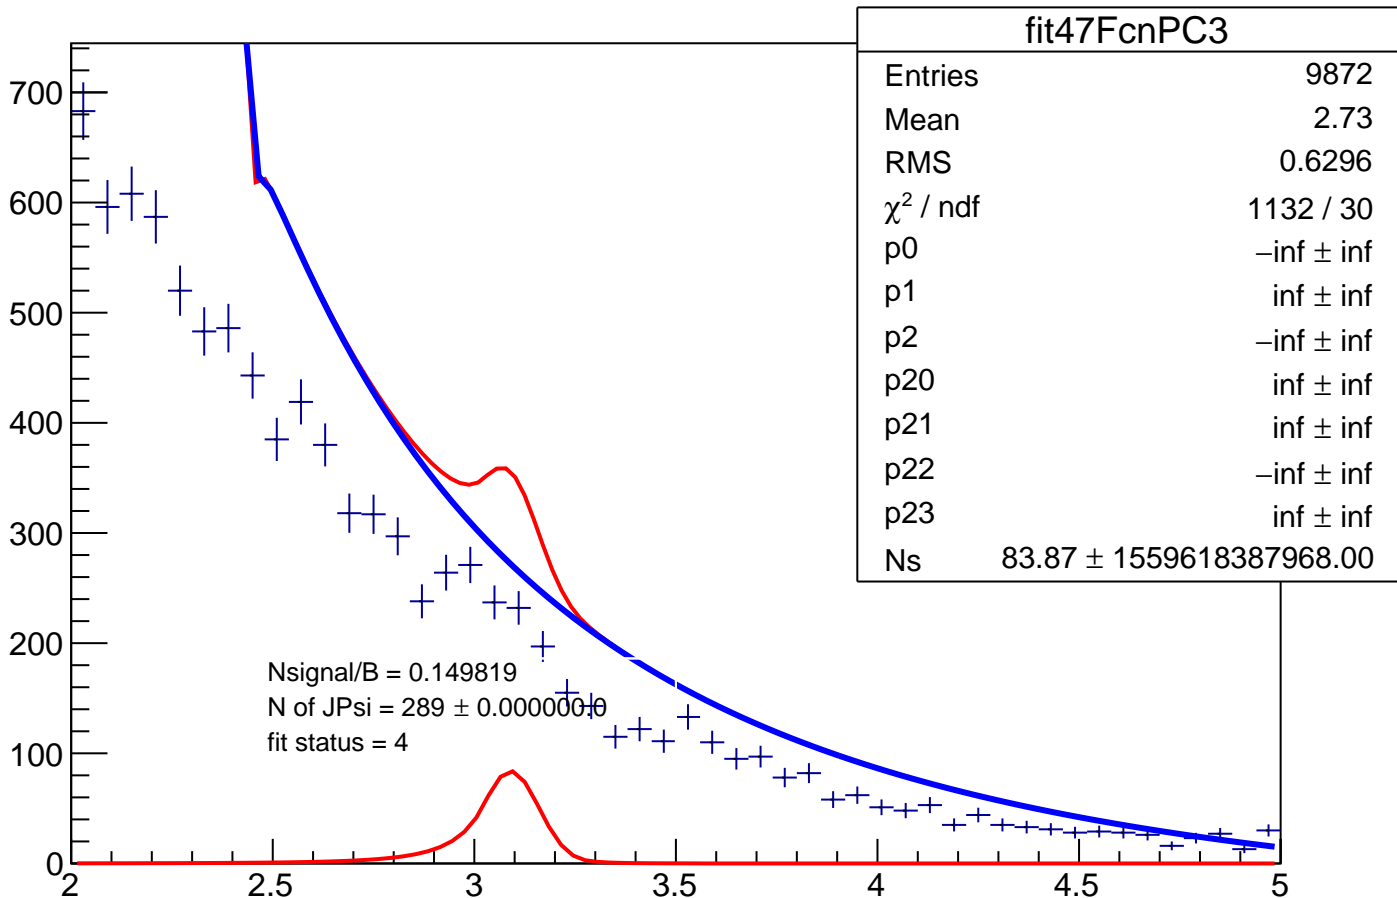 fit47FcnPC3
Entries 9872
Mean 2.73
RMS 0.6296
χ² / ndf 1132 / 30
p0 −inf ± inf
p1 inf ± inf
p2 −inf ± inf
p20 inf ± inf
p21 inf ± inf
p22 −inf ± inf
p23 inf ± inf
Ns 83.87 ± 1559618387968.00
700
600
500
400
300
200
100
0
Nsignal/B = 0.149819
N of JPsi = 289 ± 0.000000.0
fit status = 4
2 2.5 3 3.5 4 4.5 5